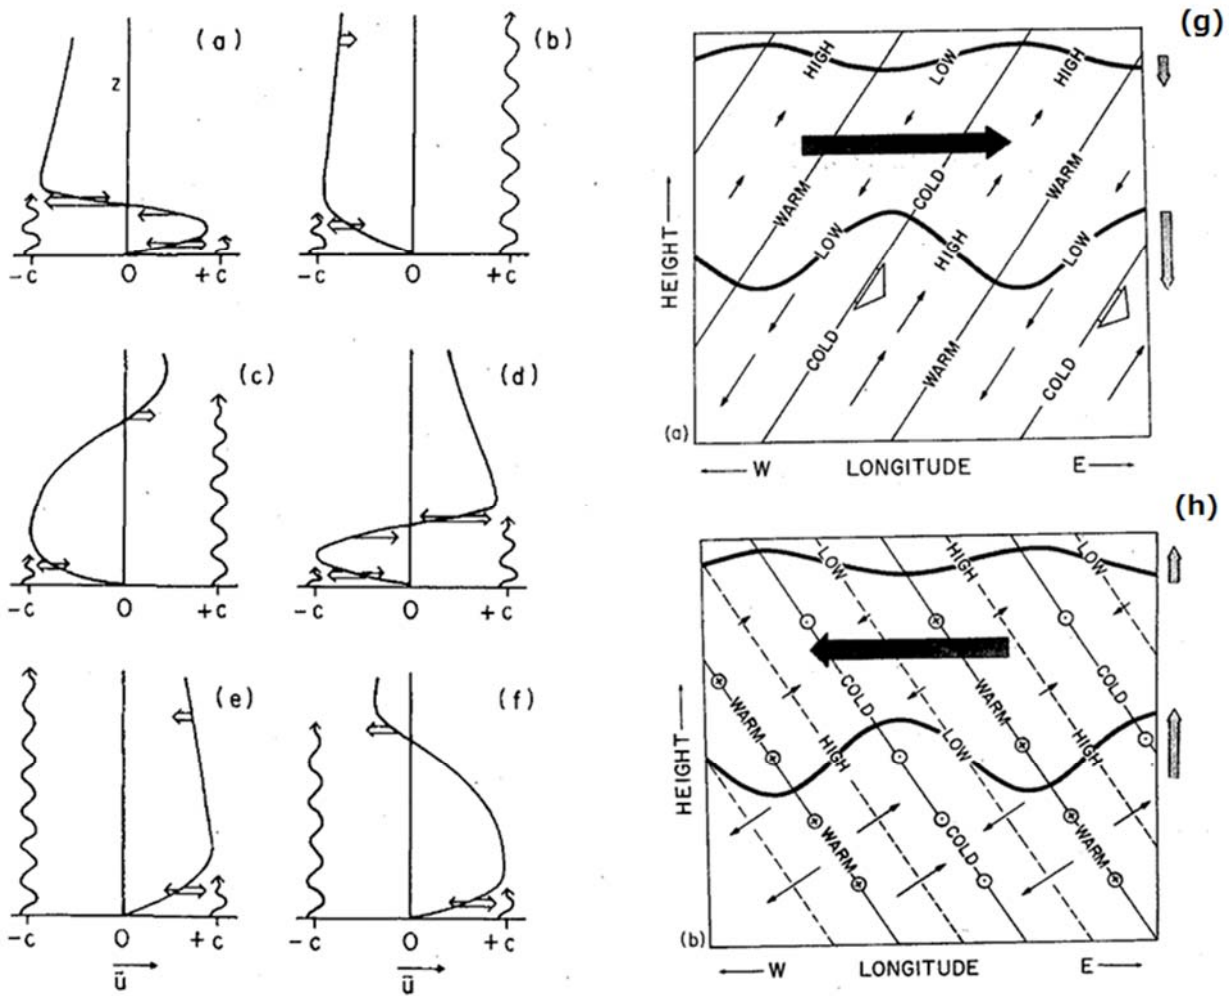 (a)
z
-c
0
+c
(b)
-c
0
+c
(c)
-c
0
+c
(d)
-c
0
+c
(e)
-c
0
+c
ū
(f)
-c
0
+c
ū
(g)
HIGH
LOW
HIGH
WARM
COLD
WARM
LOW
HIGH
LOW
COLD
WARM
COLD
HEIGHT
(a)
W
LONGITUDE
E
(h)
LOW
HIGH
LOW
COLD
WARM
COLD
WARM
HIGH
LOW
HIGH
WARM
COLD
WARM
HEIGHT
(b)
W
LONGITUDE
E